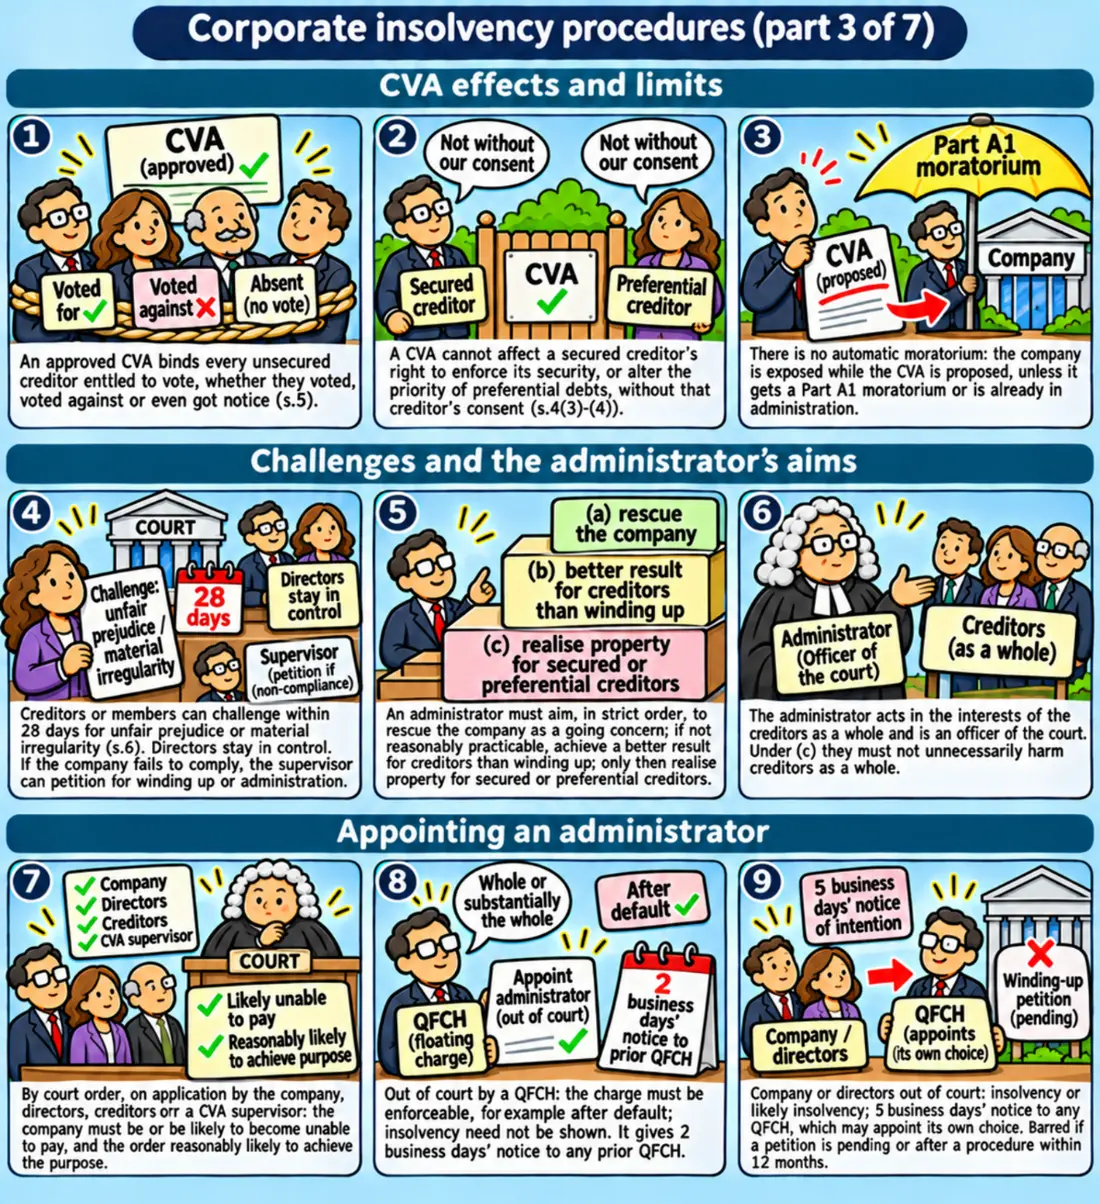 Corporate insolvency procedures (part 3 of 7)
CVA effects and limits
1
CVA
(approved)
Voted
for
Voted
against
Absent
(no vote)
An approved CVA binds every unsecured
creditor entitled to vote, whether they voted,
voted against or even got notice (s.5).
2
Not without
our consent
Not without
our consent
Secured
creditor
CVA
Preferential
creditor
A CVA cannot affect a secured creditor's
right to enforce its security, or alter the
priority of preferential debts, without that
creditor's consent (s.4(3)-(4)).
3
Part A1
moratorium
CVA
(proposed)
Company
There is no automatic moratorium: the company
is exposed while the CVA is proposed, unless it
gets a Part A1 moratorium or is already in
administration.
Challenges and the administrator's aims
4
COURT
Challenge:
unfair
prejudice /
material
irregularity
28
days
Directors
stay in
control
Supervisor
(petition if
(non-compliance)
Creditors or members can challenge within
28 days for unfair prejudice or material
irregularity (s.6). Directors stay in control.
If the company fails to comply, the supervisor
can petition for winding up or administration.
5
(a) rescue
the company
(b) better result
for creditors
than winding up
(c) realise property
for secured or
preferential creditors
An administrator must aim, in strict order, to
rescue the company as a going concern; if not
not reasonably practicable, achieve a better result
for creditors than winding up; only then realise
property for secured or preferential creditors.
6
Administrator
(Officer of
the court)
Creditors
(as a whole)
The administrator acts in the interests of the
creditors as a whole and is an officer of the court.
Under (c) they must not unnecessarily harm
creditors as a whole.
Appointing an administrator
7
Company
Directors
Creditors
CVA supervisor
COURT
Likely unable
to pay
Reasonably likely
to achieve purpose
By court order, on application by the company,
directors, creditors orr a CVA supervisor: the
company must be or be likely to become unable
to pay, and the order reasonably likely to achieve
the purpose.
8
Whole or
substantially
the whole
After
default
QFCH
(floating
charge)
Appoint
administrator
(out of court)
2
business
days'
notice to
prior QFCH
Out of court by a QFCH: the charge must be
enforceable, for example after default;
insolvency need not be shown. It gives 2
business days' notice to any prior QFCH.
9
5 business
days' notice
of intention
Company /
directors
QFCH
(appoints
its own choice)
Winding-up
petition
(pending)
Company or directors out of court: insolvency or
likely insolvency; 5 business days' notice to any
QFCH, which may appoint its own choice. Barred if
a petition is pending or after a procedure within
12 months.